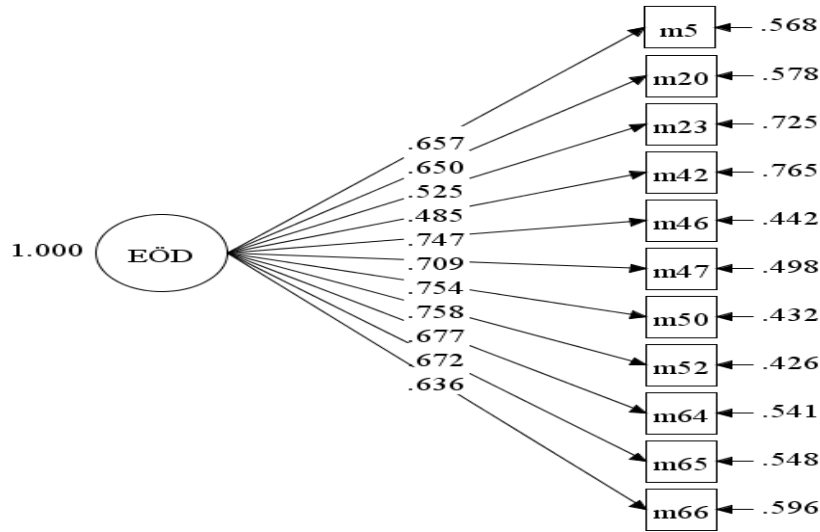 m5 .568
m20 .578
m23 .725
.657
.650
m42 .765
.525
.485
m46 .442
.747
1.000 EÖD
.709
m47 .498
.754
m50 .432
.758
.677
m52 .426
.672
.636
m64 .541
m65 .548
m66 .596